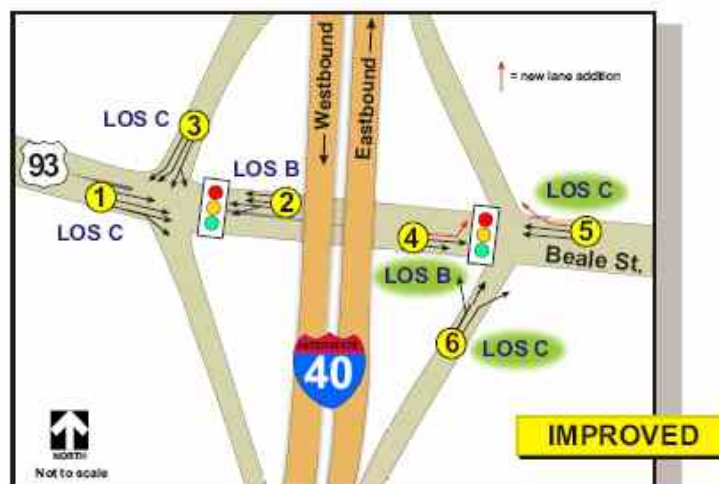 Westbound
Eastbound
= new lane addition
LOS C
3
93
LOS B
LOS C
1
2
5
4
LOS C
Beale St.
LOS B
6
LOS C
INTERSTATE
40
IMPROVED
NORTH
Not to scale